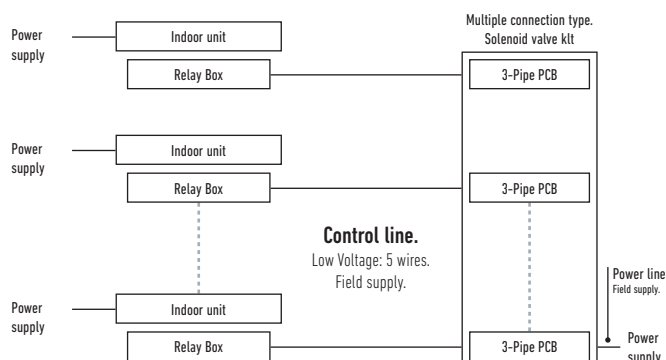 Multiple connection type.
Solenoid valve klt
Power
supply
Indoor unit
Relay Box
3-Pipe PCB
Power
supply
Indoor unit
Relay Box
3-Pipe PCB
Control line.
Low Voltage: 5 wires.
Field supply.
Power line
Field supply.
Power
supply
Indoor unit
Relay Box
3-Pipe PCB
Power
supply